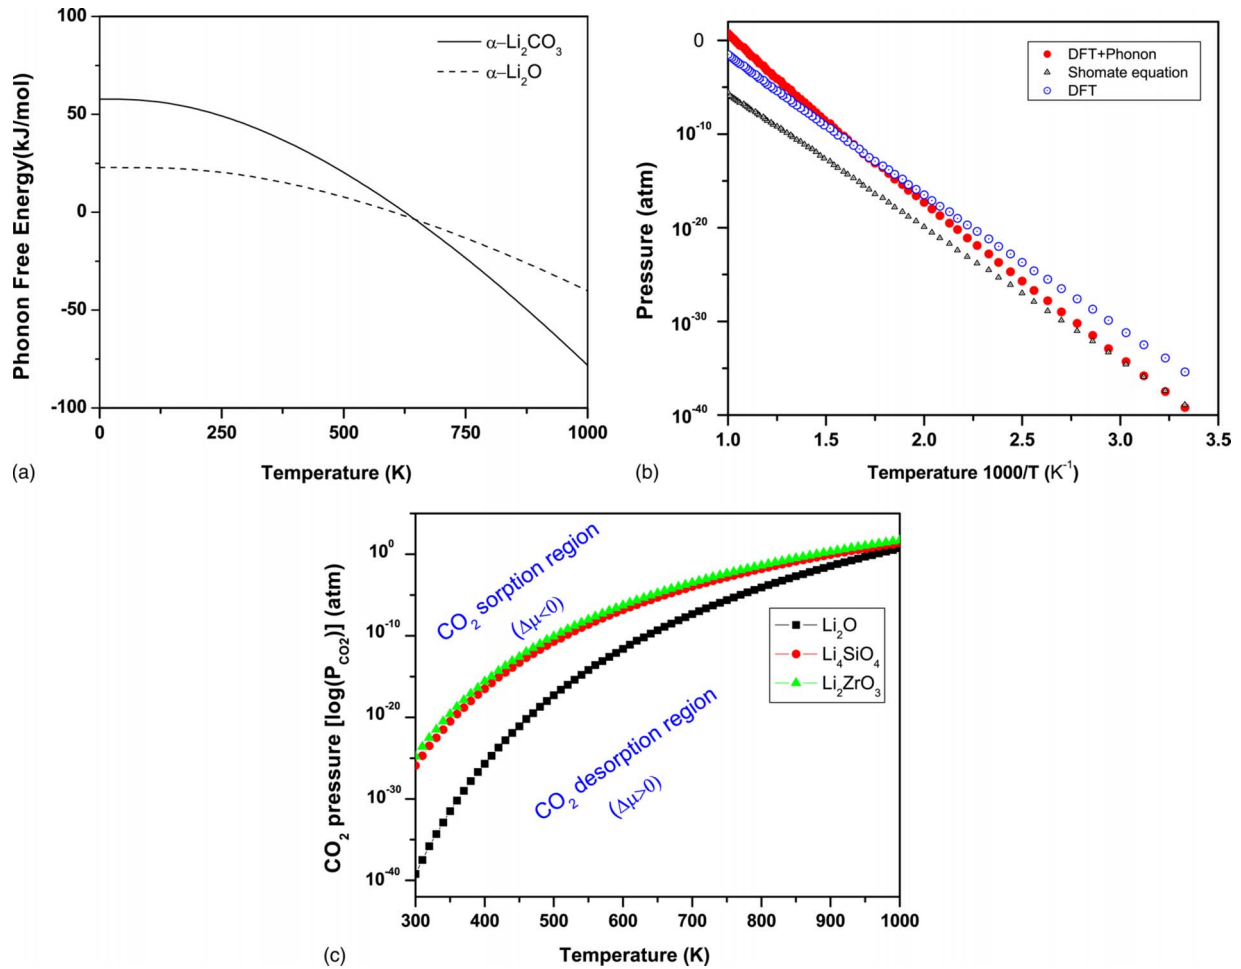 100
50
0
-50
-100
Phonon Free Energy(kJ/mol)
α–Li₂CO₃
α–Li₂O
0 250 500 750 1000
Temperature (K)
(a)
0
10⁻¹⁰
10⁻²⁰
10⁻³⁰
10⁻⁴⁰
Pressure (atm)
DFT+Phonon
Shomate equation
DFT
1.0 1.5 2.0 2.5 3.0 3.5
Temperature 1000/T (K⁻¹)
(b)
10⁰
10⁻¹⁰
10⁻²⁰
10⁻³⁰
10⁻⁴⁰
CO₂ pressure [log(P_CO2)] (atm)
CO₂ sorption region
(Δμ<0)
Li₂O
Li₄SiO₄
Li₂ZrO₃
CO₂ desorption region
(Δμ>0)
300 400 500 600 700 800 900 1000
Temperature (K)
(c)